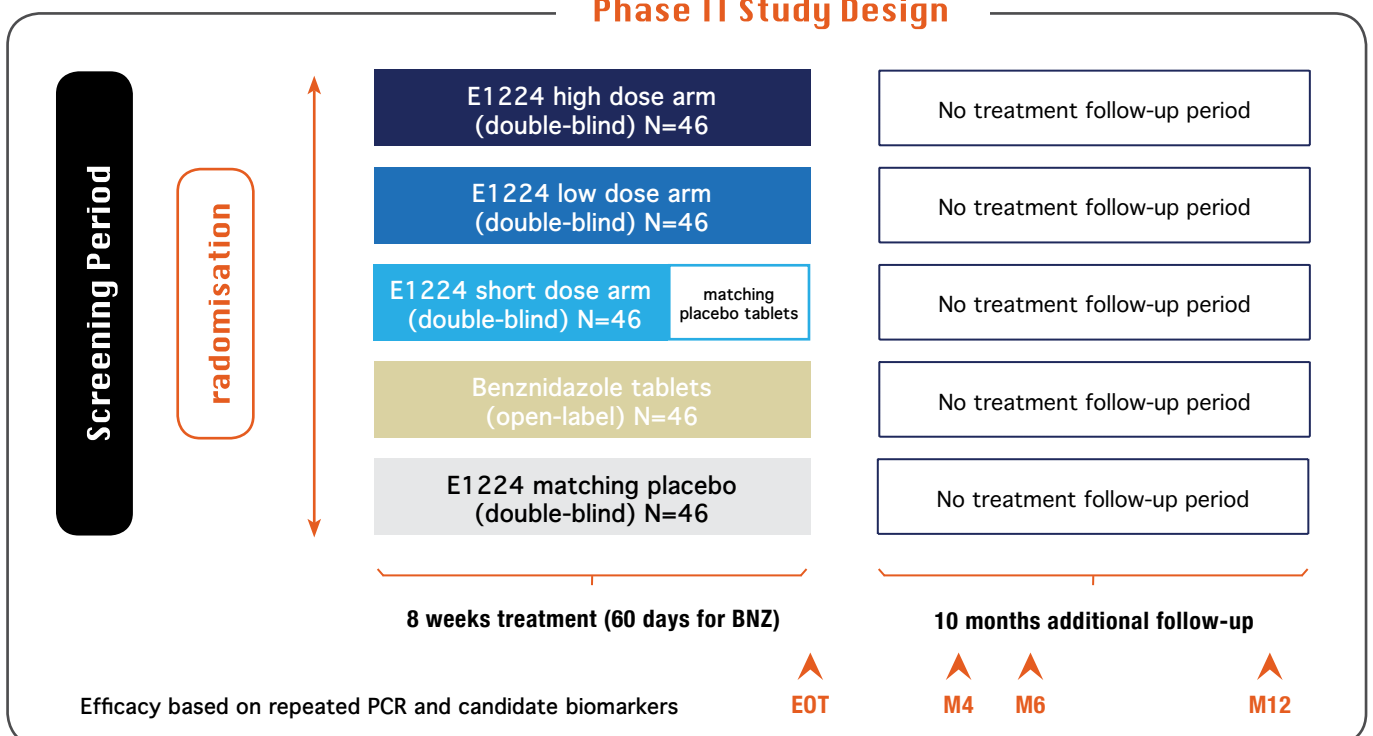 Phase II Study Design
Screening Period
radomisation
E1224 high dose arm
(double-blind) N=46
No treatment follow-up period
E1224 low dose arm
(double-blind) N=46
No treatment follow-up period
E1224 short dose arm
(double-blind) N=46
matching
placebo tablets
No treatment follow-up period
Benznidazole tablets
(open-label) N=46
No treatment follow-up period
E1224 matching placebo
(double-blind) N=46
No treatment follow-up period
8 weeks treatment (60 days for BNZ)
10 months additional follow-up
Efficacy based on repeated PCR and candidate biomarkers
EOT
M4
M6
M12